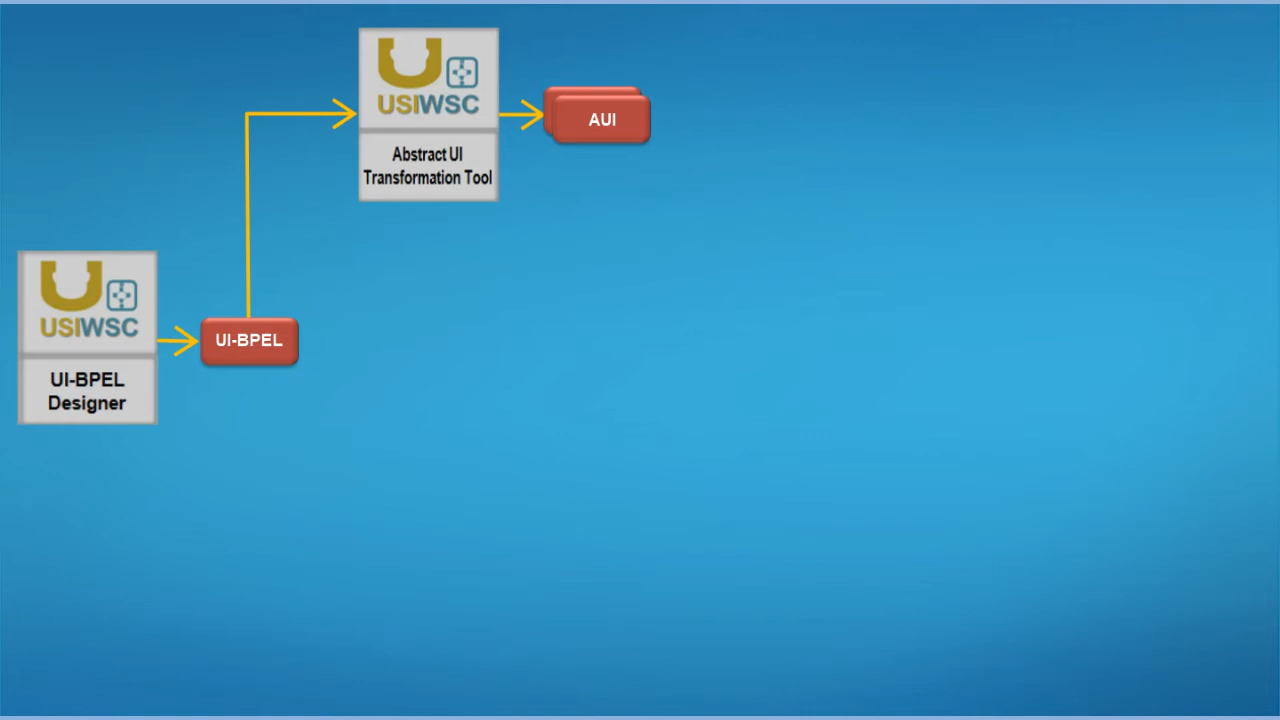 USIWSC
Abstract UI
Transformation Tool
AUI
USIWSC
UI-BPEL
Designer
UI-BPEL